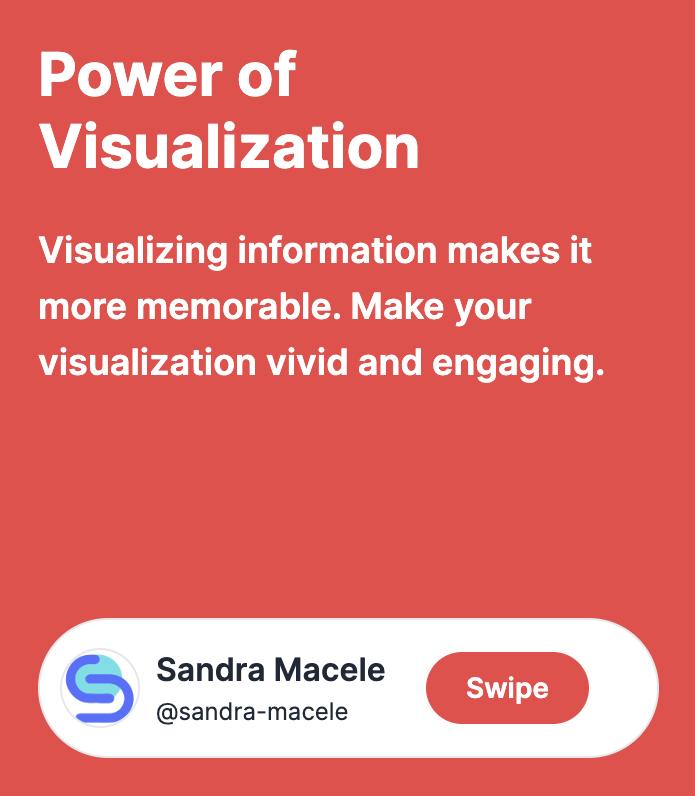 Power of
Visualization
Visualizing information makes it
more memorable. Make your
visualization vivid and engaging.
Sandra Macele
@sandra-macele
Swipe